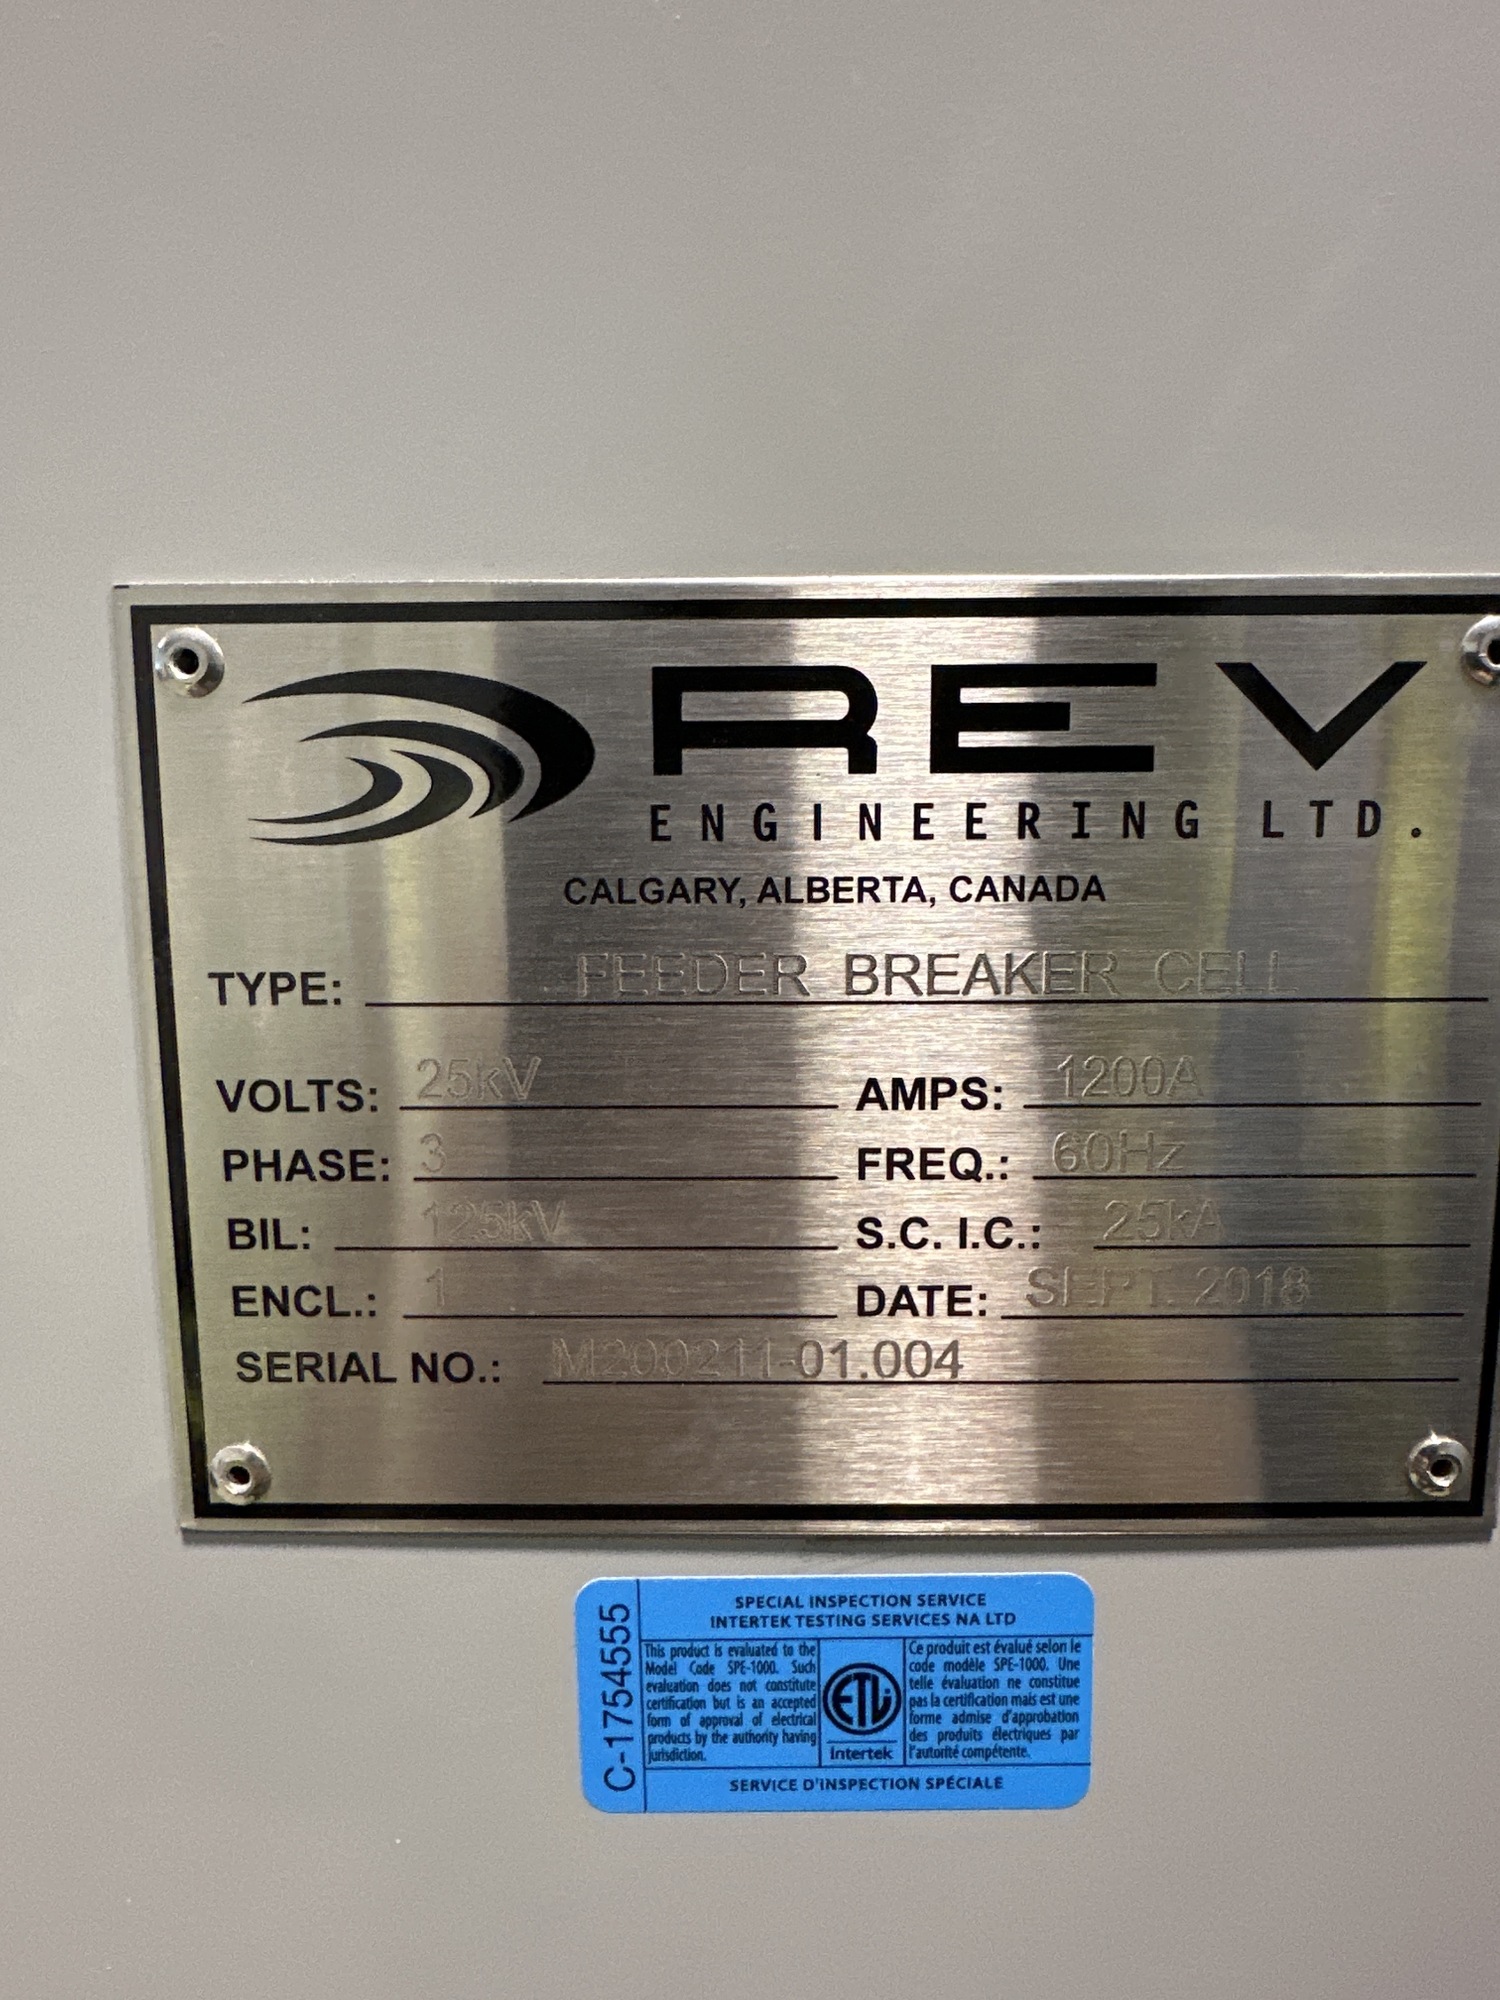 REV
ENGINEERING LTD.
CALGARY, ALBERTA, CANADA
TYPE: FEEDER BREAKER CELL
VOLTS: 25kV AMPS: 1200A
PHASE: 3 FREQ.: 60Hz
BIL: 125kV S.C. I.C.: 25kA
ENCL.: 1 DATE: SEPT. 2018
SERIAL NO.: M200211-01.004
C-1754555
SPECIAL INSPECTION SERVICE
INTERTEK TESTING SERVICES NA LTD
This product is evaluated to the
Model Code SPE-1000. Such
evaluation does not constitute
certification but is an accepted
form of approval of electrical
products by the authority having
jurisdiction.
ETL
Intertek
Ce produit est évalué selon le
code modèle SPE-1000. Une
telle évaluation ne constitue
pas la certification mais est une
forme admise d'approbation
des produits électriques par
l'autorité compétente.
SERVICE D'INSPECTION SPÉCIALE